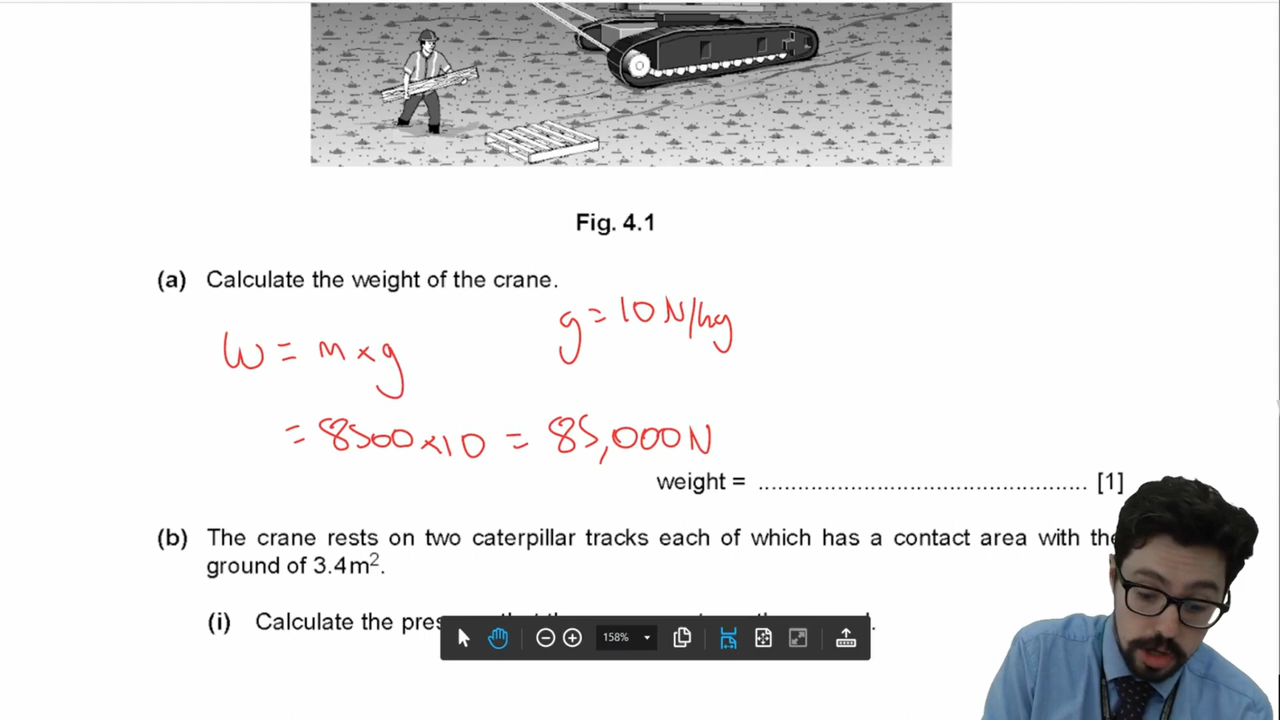 Fig. 4.1
(a) Calculate the weight of the crane.
g = 10 N/kg
W = m × g
= 8500 × 10 = 85,000 N
weight = ................................................... [1]
(b) The crane rests on two caterpillar tracks each of which has a contact area with the
ground of 3.4 m².
(i) Calculate the
158%